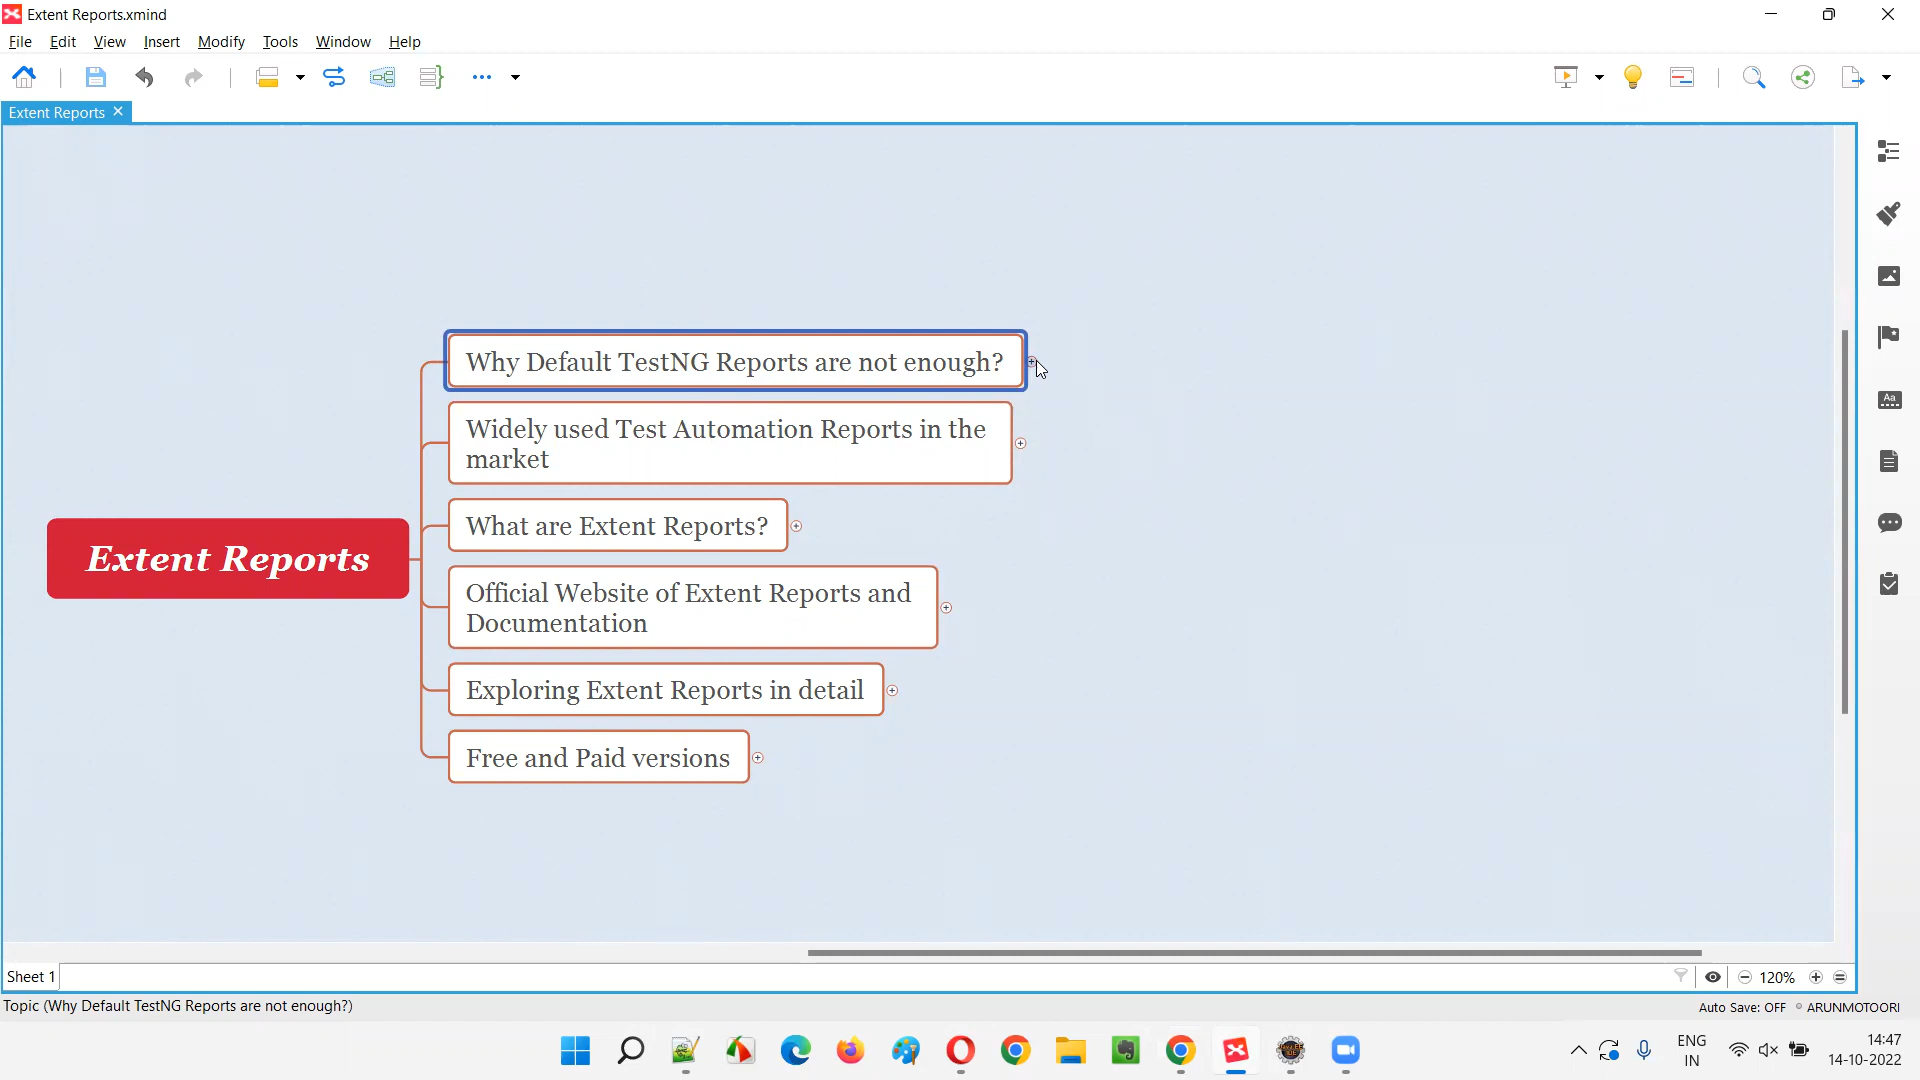 Extent Reports.xmind
File Edit View Insert Modify Tools Window Help
Extent Reports
Why Default TestNG Reports are not enough?
Widely used Test Automation Reports in the
market
What are Extent Reports?
Extent Reports
Official Website of Extent Reports and
Documentation
Exploring Extent Reports in detail
Free and Paid versions
Aa
Sheet 1
120%
Topic (Why Default TestNG Reports are not enough?)
Auto Save: OFF
ARUNMOTOORI
ENG
IN
14:47
14-10-2022